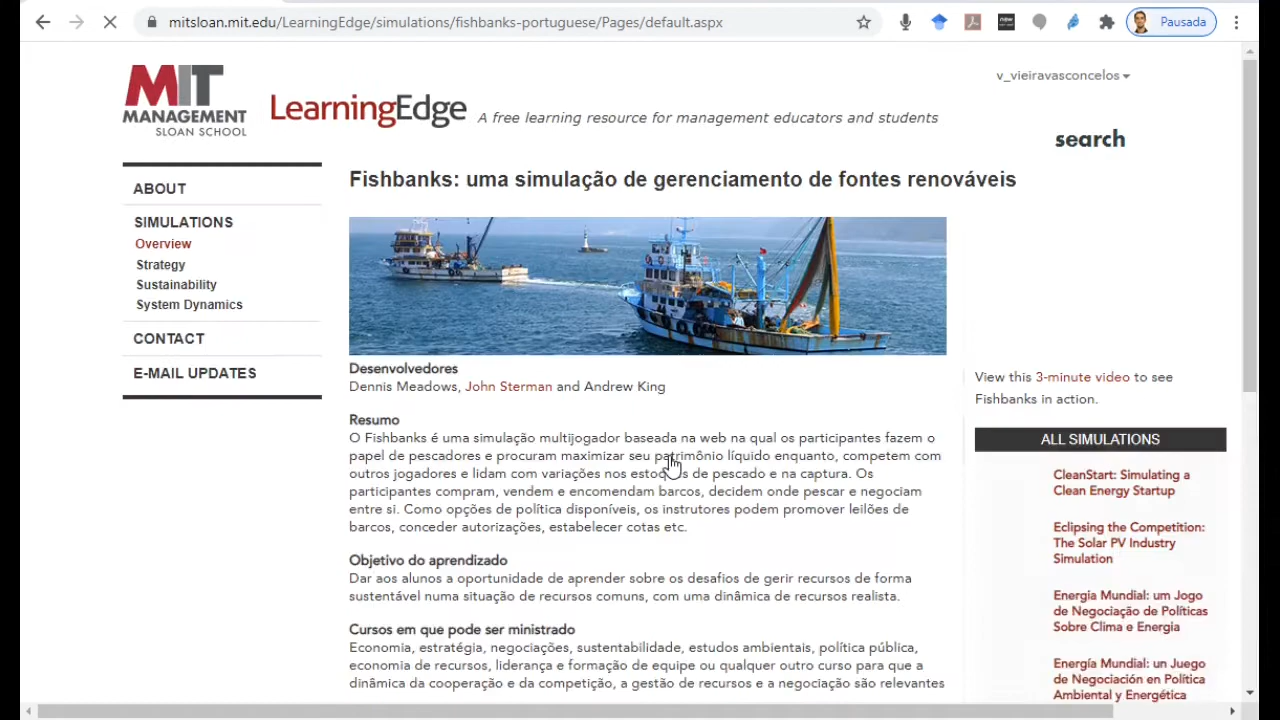 mitsloan.mit.edu/LearningEdge/simulations/fishbanks-portuguese/Pages/default.aspx
Pausada
v_vieiravasconcelos
MIT
MANAGEMENT
SLOAN SCHOOL
LearningEdge
A free learning resource for management educators and students
search
ABOUT
SIMULATIONS
Overview
Strategy
Sustainability
System Dynamics
CONTACT
E-MAIL UPDATES
Fishbanks: uma simulação de gerenciamento de fontes renováveis
Desenvolvedores
Dennis Meadows, John Sterman and Andrew King
Resumo
O Fishbanks é uma simulação multijogador baseada na web na qual os participantes fazem o
papel de pescadores e procuram maximizar seu patrimônio líquido enquanto, competem com
outros jogadores e lidam com variações nos estoques de pescado e na captura. Os
participantes compram, vendem e encomendam barcos, decidem onde pescar e negociam
entre si. Como opções de política disponíveis, os instrutores podem promover leilões de
barcos, conceder autorizações, estabelecer cotas etc.
Objetivo do aprendizado
Dar aos alunos a oportunidade de aprender sobre os desafios de gerir recursos de forma
sustentável numa situação de recursos comuns, com uma dinâmica de recursos realista.
Cursos em que pode ser ministrado
Economia, estratégia, negociações, sustentabilidade, estudos ambientais, política pública,
economia de recursos, liderança e formação de equipe ou qualquer outro curso para que a
dinâmica da cooperação e da competição, a gestão de recursos e a negociação são relevantes
View this 3-minute video to see
Fishbanks in action.
ALL SIMULATIONS
CleanStart: Simulating a
Clean Energy Startup
Eclipsing the Competition:
The Solar PV Industry
Simulation
Energia Mundial: um Jogo
de Negociação de Políticas
Sobre Clima e Energia
Energía Mundial: un Juego
de Negociación en Política
Ambiental y Energética